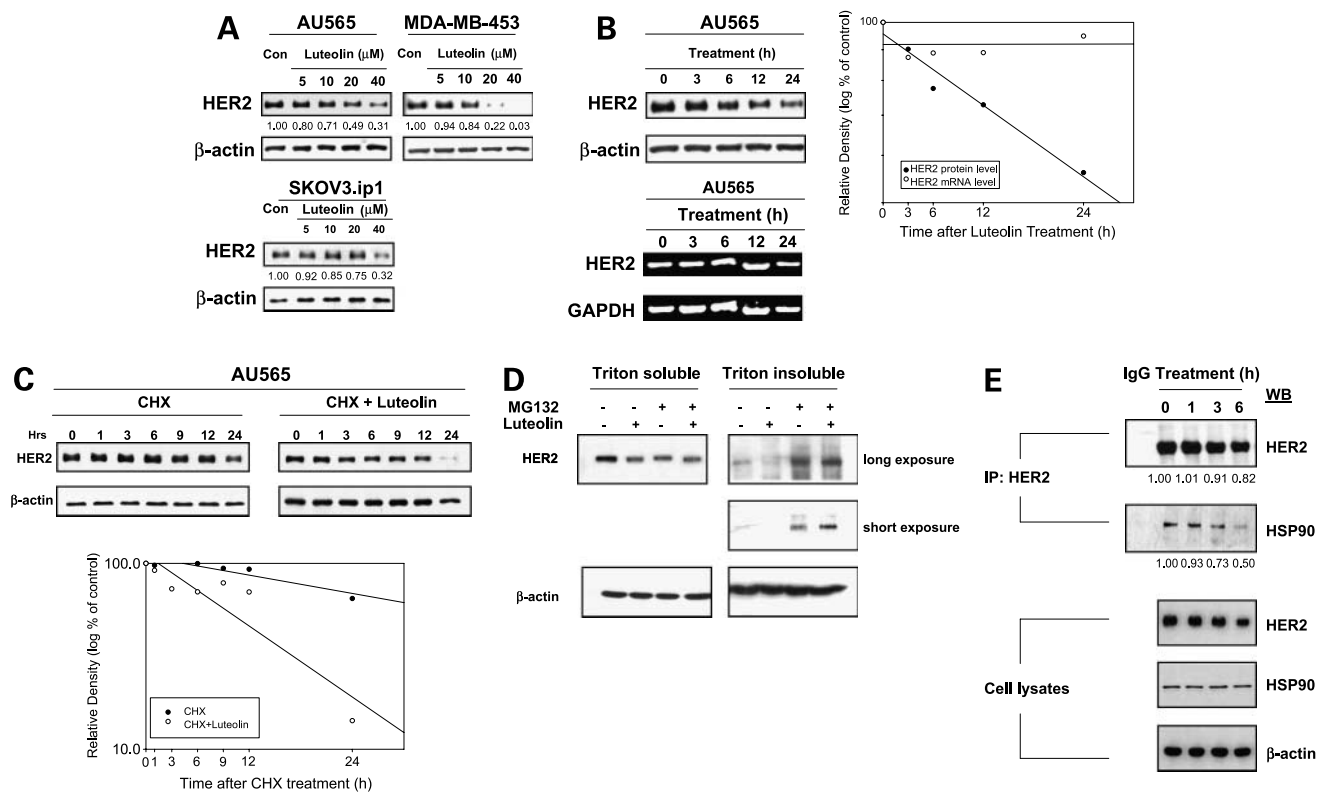 A
AU565
MDA-MB-453
Con Luteolin (µM)
5 10 20 40
HER2
1.00 0.80 0.71 0.49 0.31
β-actin
Con Luteolin (µM)
5 10 20 40
1.00 0.94 0.84 0.22 0.03
SKOV3.ip1
Con Luteolin (µM)
5 10 20 40
HER2
1.00 0.92 0.85 0.75 0.32
β-actin
B
AU565
Treatment (h)
0 3 6 12 24
HER2
β-actin
AU565
Treatment (h)
0 3 6 12 24
HER2
GAPDH
Relative Density (log % of control)
100
HER2 protein level
HER2 mRNA level
0 3 6 12 24
Time after Luteolin Treatment (h)
C
AU565
CHX
CHX + Luteolin
Hrs 0 1 3 6 9 12 24
0 1 3 6 9 12 24
HER2
β-actin
Relative Density (log % of control)
100.0
10.0
CHX
CHX+Luteolin
0 1 3 6 9 12 24
Time after CHX treatment (h)
D
Triton soluble
Triton insoluble
MG132 - - + + - - + +
Luteolin - + - + - + - +
HER2
long exposure
short exposure
β-actin
E
IgG Treatment (h)
0 1 3 6
WB
IP: HER2
HER2
1.00 1.01 0.91 0.82
HSP90
1.00 0.93 0.73 0.50
Cell lysates
HER2
HSP90
β-actin